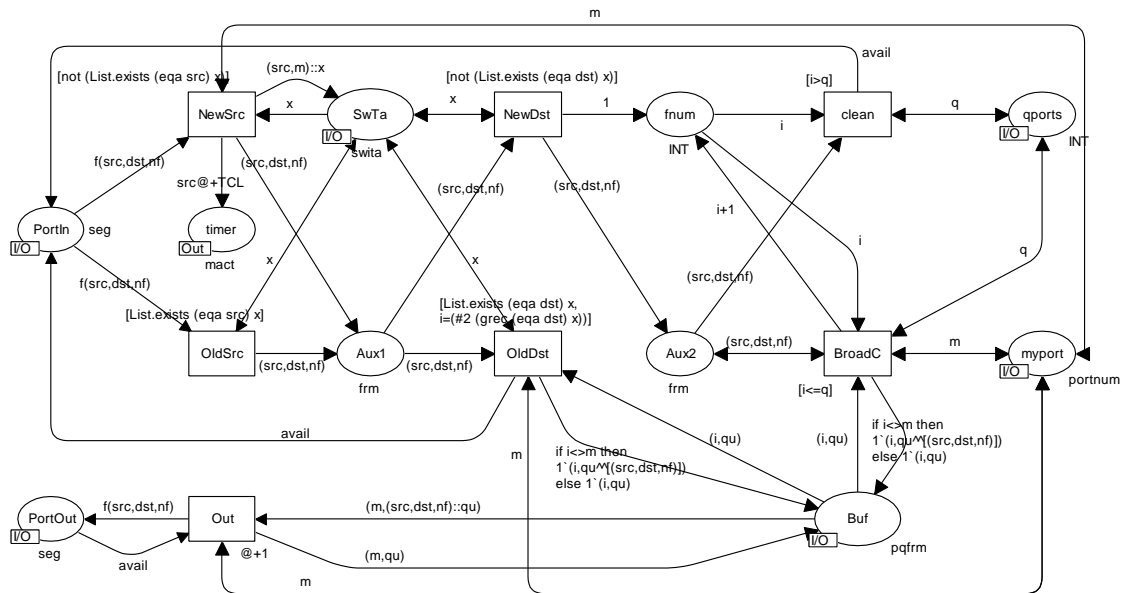 m
avail
[not (List.exists (eqa src) x)]
(src,m)::x
[not (List.exists (eqa dst) x)]
[i>q]
NewSrc
x
SwTa
x
NewDst
1
fnum
i
clean
q
qports
I/O
swita
INT
I/O
INT
f(src,dst,nf)
(src,dst,nf)
src@+TCL
(src,dst,nf)
(src,dst,nf)
PortIn
seg
I/O
timer
Out
mact
i+1
i
q
f(src,dst,nf)
x
x
(src,dst,nf)
[List.exists (eqa src) x]
[List.exists (eqa dst) x,
i=(#2 (grec (eqa dst) x))]
OldSrc
(src,dst,nf)
Aux1
frm
(src,dst,nf)
OldDst
Aux2
frm
(src,dst,nf)
BroadC
[i<=q]
m
myport
I/O
portnum
avail
m
if i<>m then
1`(i,qu^^[(src,dst,nf)])
else 1`(i,qu)
(i,qu)
(i,qu)
if i<>m then
1`(i,qu^^[(src,dst,nf)])
else 1`(i,qu)
PortOut
I/O
seg
f(src,dst,nf)
avail
Out
@+1
(m,(src,dst,nf)::qu)
(m,qu)
Buf
I/O
pqfrm
m